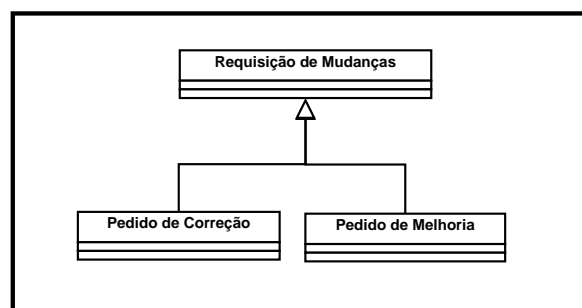 Requisição de Mudanças
Pedido de Correção
Pedido de Melhoria